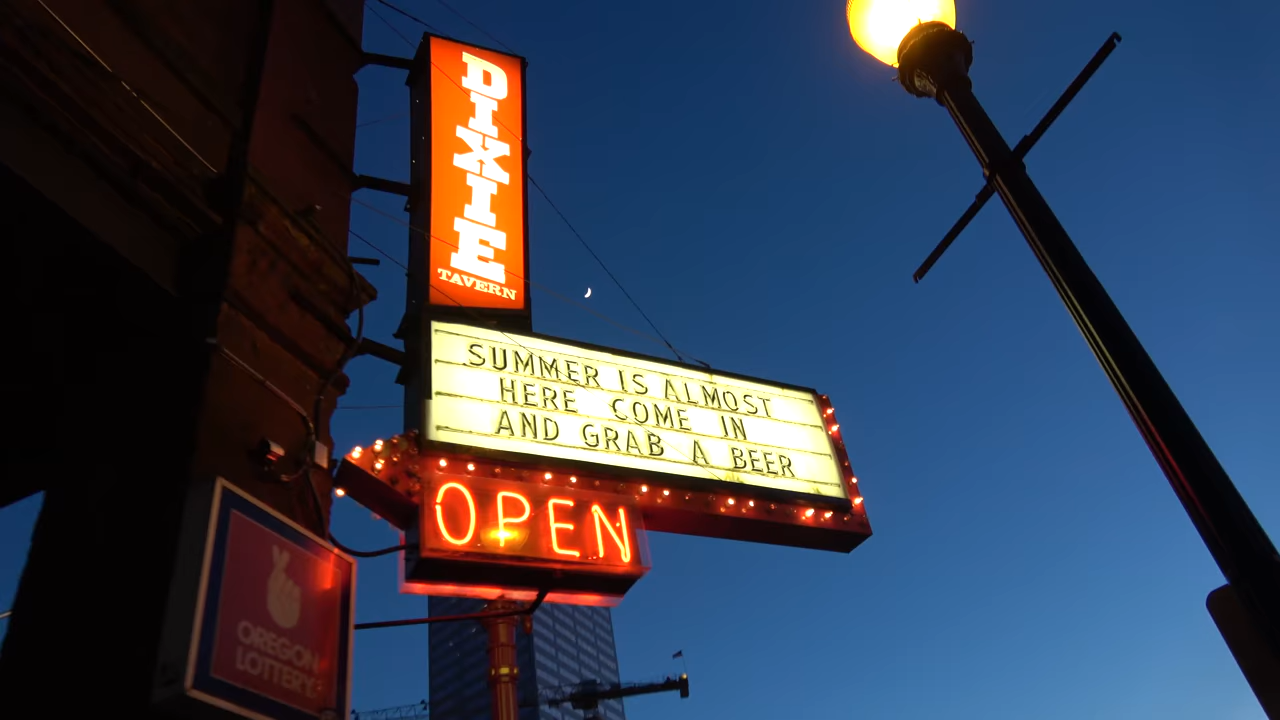 DIXIE
TAVERN
SUMMER IS ALMOST
HERE COME IN
AND GRAB A BEER
OPEN
OREGON
LOTTERY